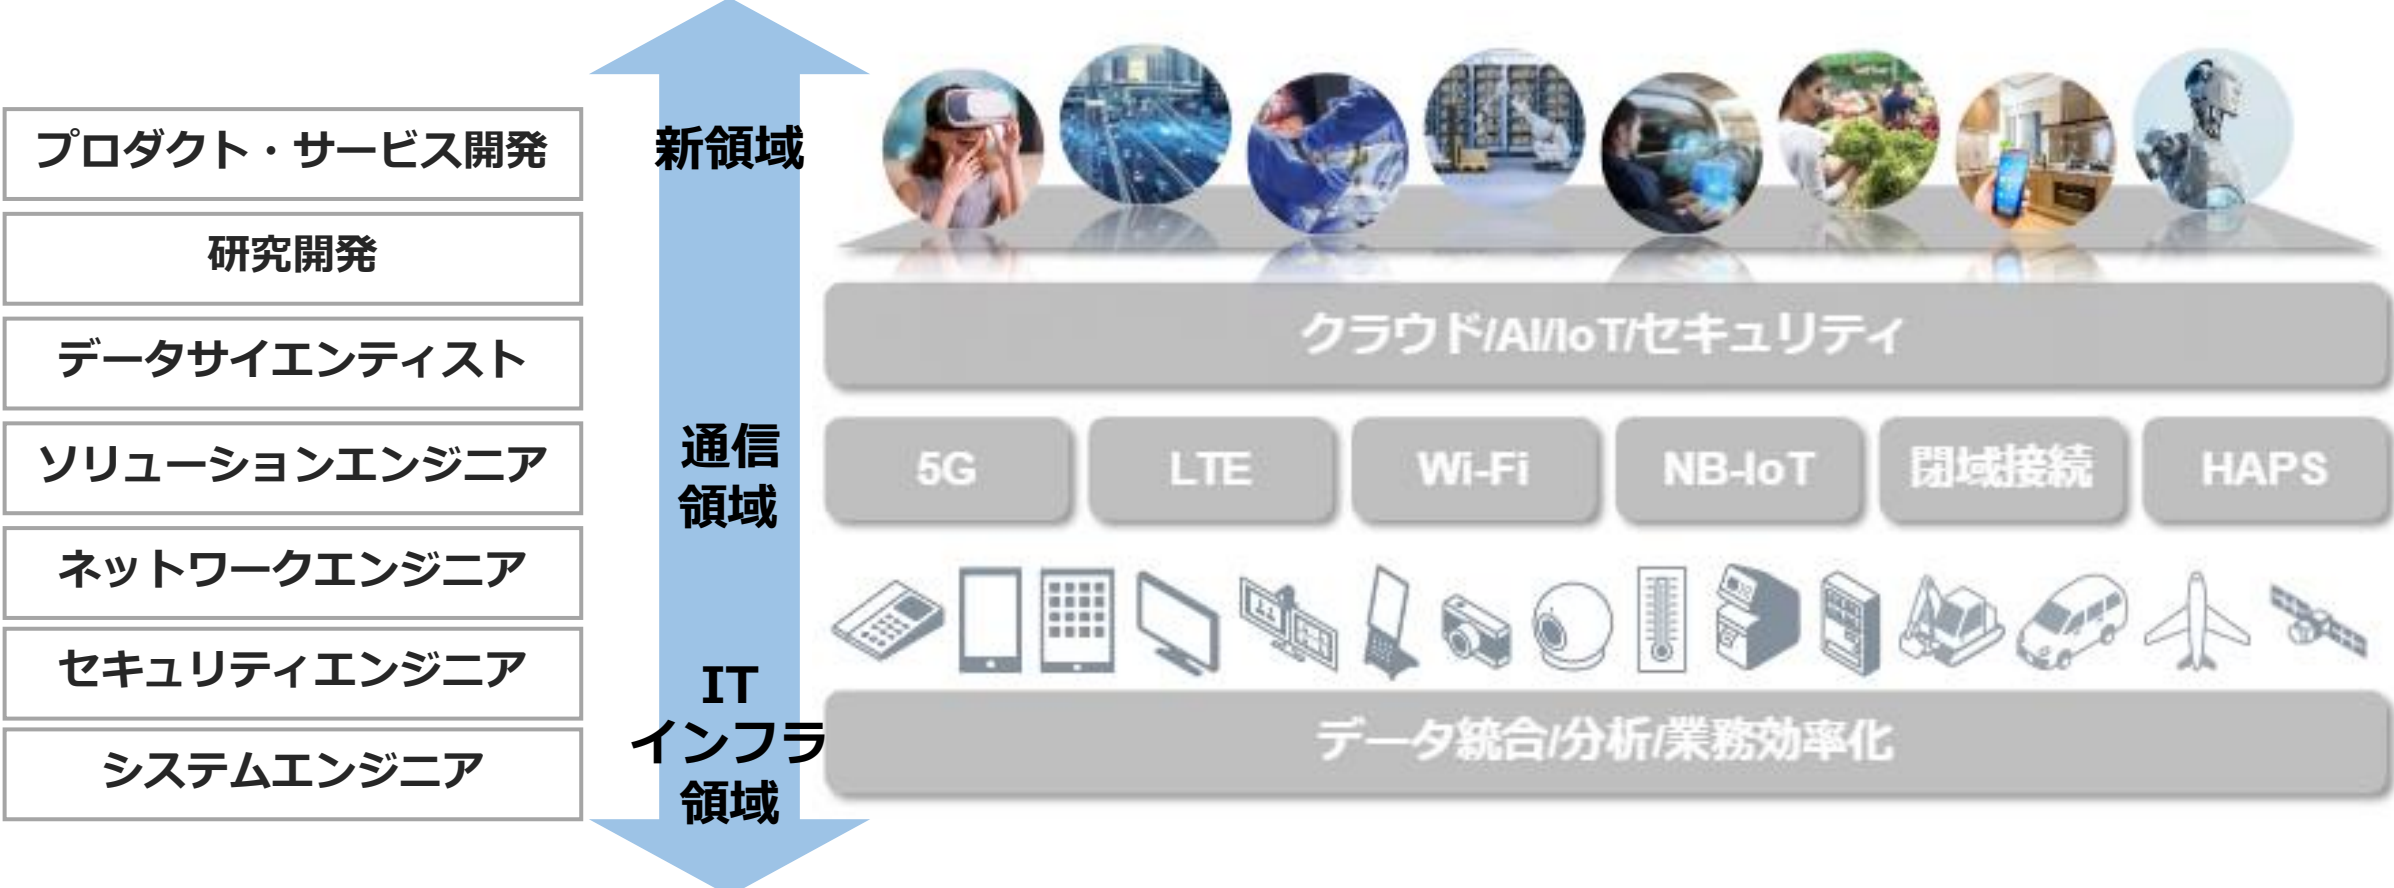 プロダクト・サービス開発
研究開発
データサイエンティスト
ソリューションエンジニア
ネットワークエンジニア
セキュリティエンジニア
システムエンジニア
新領域
通信
領域
IT
インフラ
領域
クラウド/AI/IoT/セキュリティ
5G
LTE
Wi-Fi
NB-IoT
閉域接続
HAPS
データ統合/分析/業務効率化